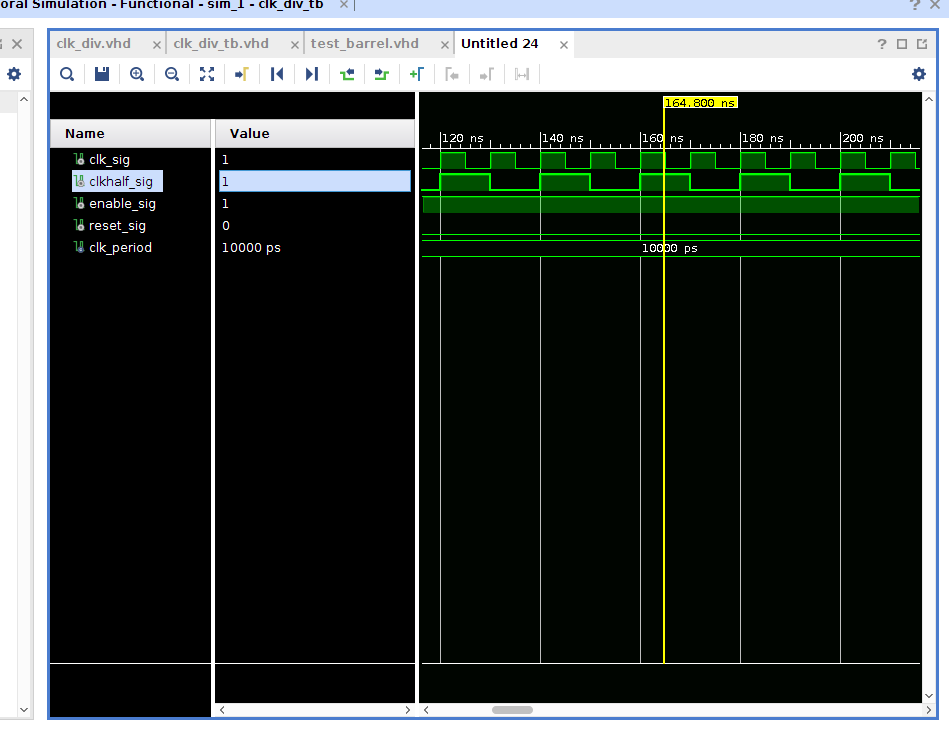 oral Simulation - Functional - sim_1 - clk_div_tb
clk_div.vhd clk_div_tb.vhd test_barrel.vhd Untitled 24
164.800 ns
120 ns 140 ns 160 ns 180 ns 200 ns
Name Value
clk_sig 1
clkhalf_sig 1
enable_sig 1
reset_sig 0
clk_period 10000 ps 10000 ps